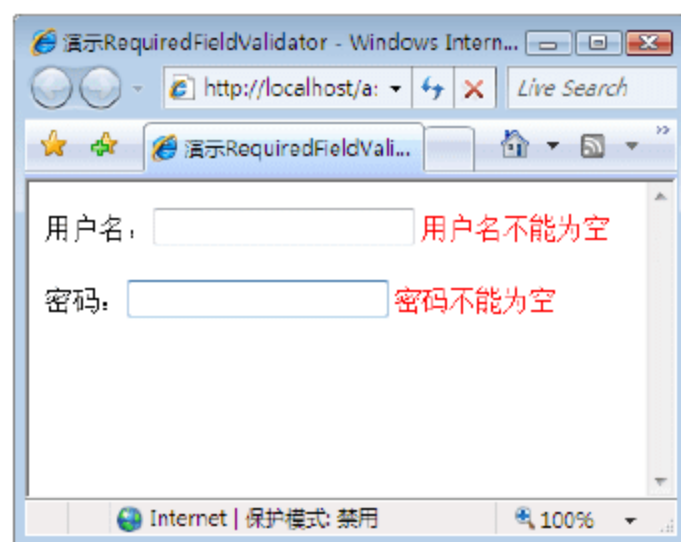 演示RequiredFieldValidator - Windows Intern...
http://localhost/a:
Live Search
演示RequiredFieldVali...
用户名： 用户名不能为空
密码： 密码不能为空
Internet | 保护模式: 禁用
100%